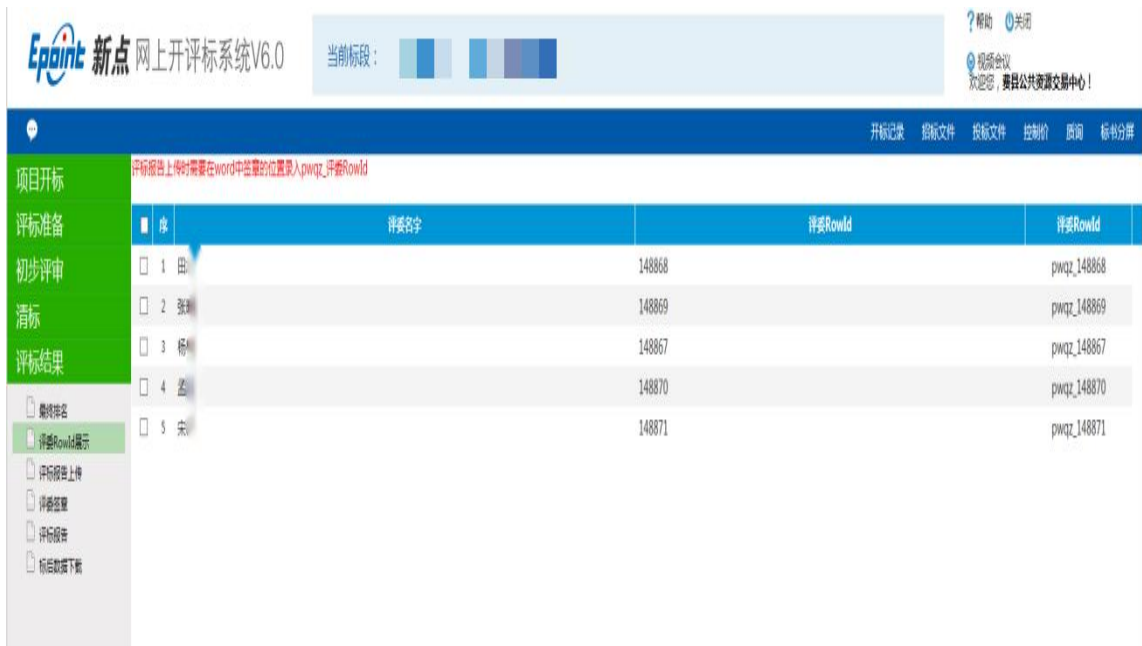 ?帮助 关闭
Epoint 新点 网上开评标系统V6.0
当前标段：
视频会议
欢迎您，费县公共资源交易中心！
开标记录 招标文件 投标文件 控制价 质询 标书分屏
项目开标
评标准备
初步评审
清标
评标结果
最终排名
评委RowId展示
评标报告上传
评委签章
评标报告
标后数据下载
评标报告上传时需要在word中签章的位置录入pwqz_评委RowId
序 评委名字 评委RowId 评委RowId
1 田 148868 pwqz_148868
2 张 148869 pwqz_148869
3 杨 148867 pwqz_148867
4 孟 148870 pwqz_148870
5 宋 148871 pwqz_148871